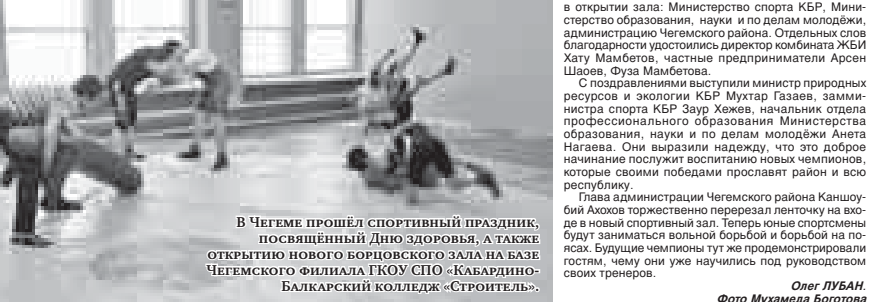 В Чегеме прошёл спортивный праздник,
посвящённый Дню здоровья, а также
открытию нового борцовского зала на базе
Чегемского филиала ГКОУ СПО «Кабардино-
Балкарский колледж «Строитель».
в открытии зала: Министерство спорта КБР, Мини-
стерство образования, науки и по делам молодёжи,
администрацию Чегемского района. Отдельных слов
благодарности удостоились директор комбината ЖБИ
Хату Мамбетов, частные предприниматели Арсен
Шаоев, Фуза Мамбетова.
С поздравлениями выступили министр природных
ресурсов и экологии КБР Мухтар Газаев, замми-
нистра спорта КБР Заур Хежев, начальник отдела
профессионального образования Министерства
образования, науки и по делам молодёжи Анета
Нагаева. Они выразили надежду, что это доброе
начинание послужит воспитанию новых чемпионов,
которые своими победами прославят район и всю
республику.
Глава администрации Чегемского района Каншоу-
бий Ахохов торжественно перерезал ленточку на вхо-
де в новый спортивный зал. Теперь юные спортсмены
будут заниматься вольной борьбой и борьбой на по-
ясах. Будущие чемпионы тут же продемонстрировали
гостям, чему они уже научились под руководством
своих тренеров.
Олег ЛУБАН.
Фото Мухамеда Боготова